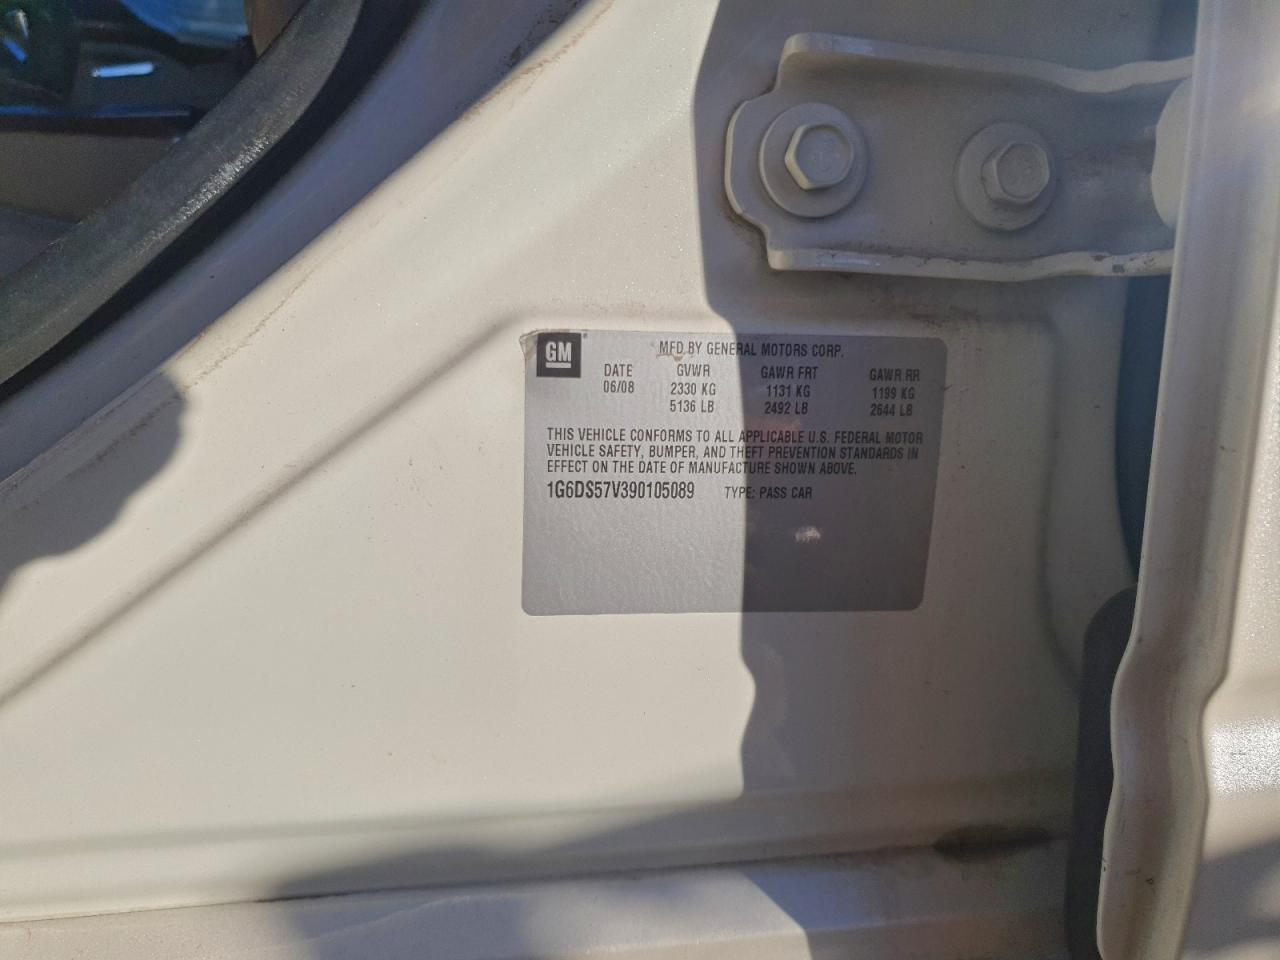 GM
MFD BY GENERAL MOTORS CORP.
DATE GVWR GAWR FRT GAWR RR
06/08 2330 KG 1131 KG 1199 KG
5136 LB 2492 LB 2644 LB
THIS VEHICLE CONFORMS TO ALL APPLICABLE U.S. FEDERAL MOTOR
VEHICLE SAFETY, BUMPER, AND THEFT PREVENTION STANDARDS IN
EFFECT ON THE DATE OF MANUFACTURE SHOWN ABOVE.
1G6DS57V390105089 TYPE: PASS CAR